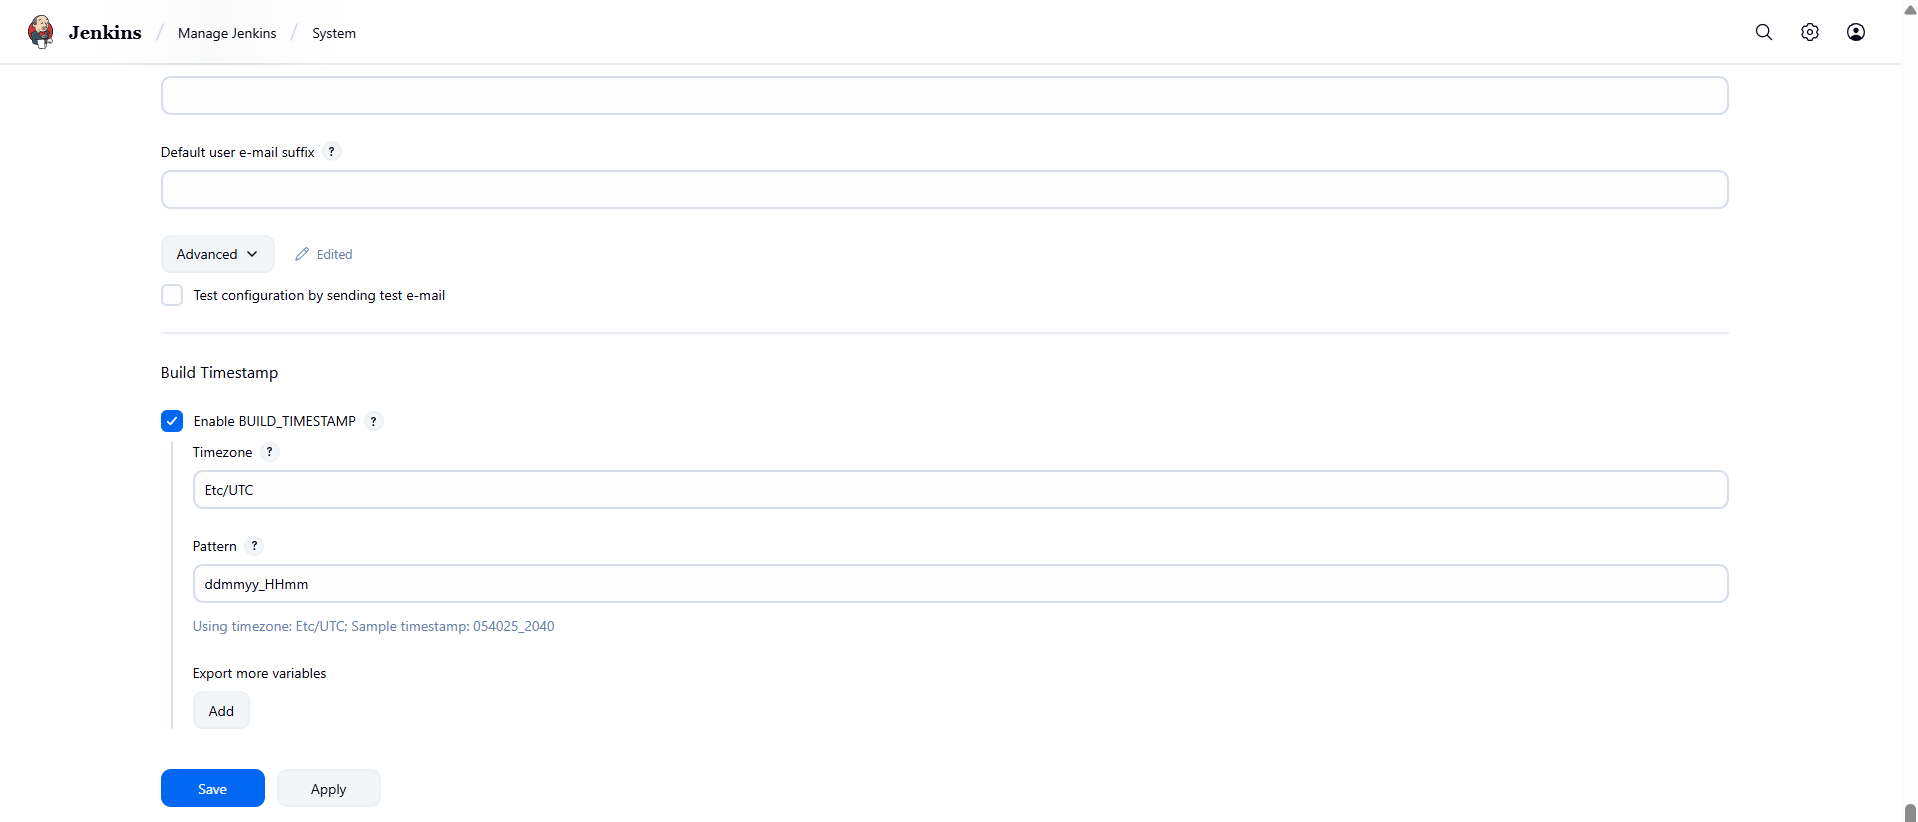 Jenkins / Manage Jenkins / System
Default user e-mail suffix ?
Advanced Edited
Test configuration by sending test e-mail
Build Timestamp
Enable BUILD_TIMESTAMP ?
Timezone ?
Etc/UTC
Pattern ?
ddmmyy_HHmm
Using timezone: Etc/UTC; Sample timestamp: 054025_2040
Export more variables
Add
Save Apply